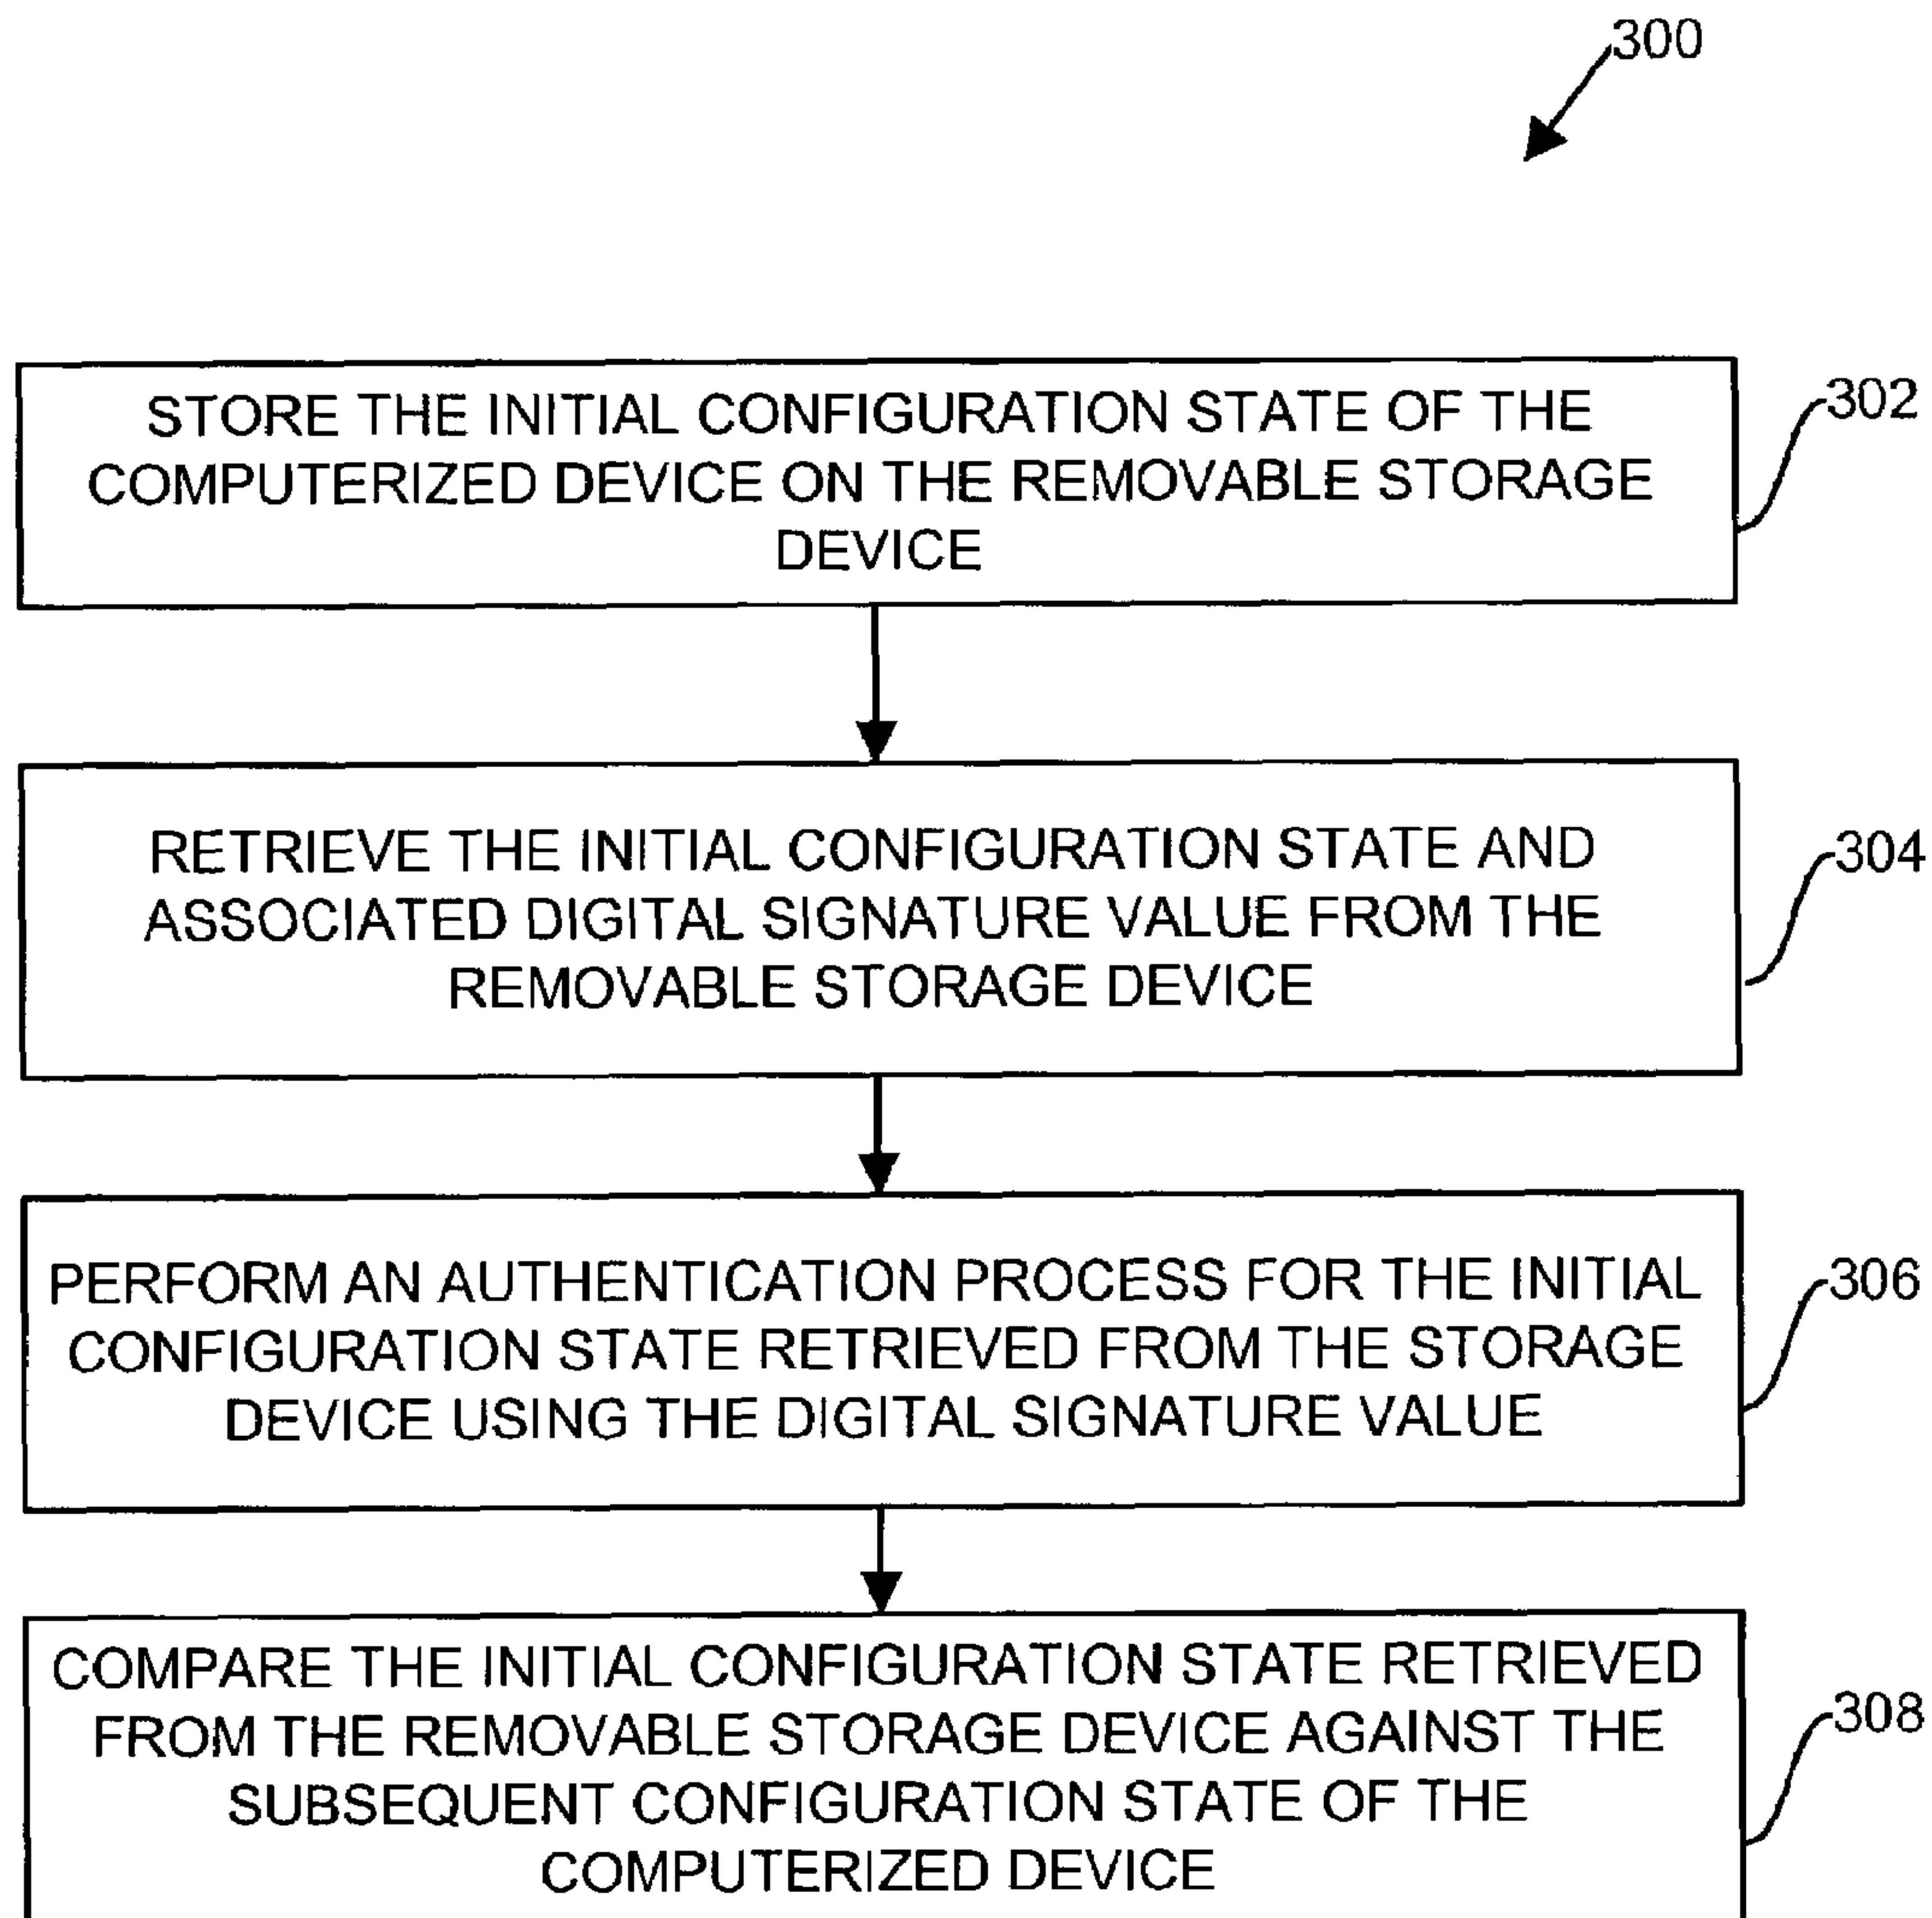 300
STORE THE INITIAL CONFIGURATION STATE OF THE
COMPUTERIZED DEVICE ON THE REMOVABLE STORAGE
DEVICE
302
RETRIEVE THE INITIAL CONFIGURATION STATE AND
ASSOCIATED DIGITAL SIGNATURE VALUE FROM THE
REMOVABLE STORAGE DEVICE
304
PERFORM AN AUTHENTICATION PROCESS FOR THE INITIAL
CONFIGURATION STATE RETRIEVED FROM THE STORAGE
DEVICE USING THE DIGITAL SIGNATURE VALUE
306
COMPARE THE INITIAL CONFIGURATION STATE RETRIEVED
FROM THE REMOVABLE STORAGE DEVICE AGAINST THE
SUBSEQUENT CONFIGURATION STATE OF THE
COMPUTERIZED DEVICE
308